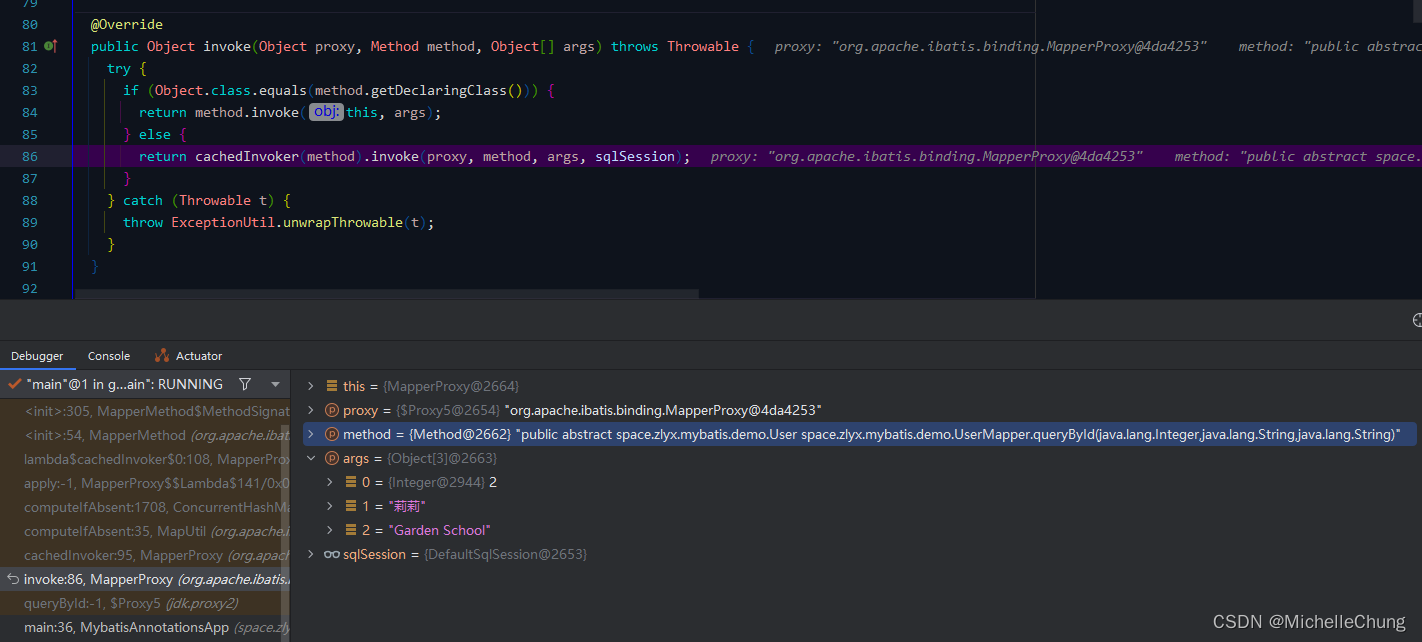 79
80 @Override
81 public Object invoke(Object proxy, Method method, Object[] args) throws Throwable { proxy: "org.apache.ibatis.binding.MapperProxy@4da4253" method: "public abstrac
82 try {
83 if (Object.class.equals(method.getDeclaringClass())) {
84 return method.invoke( obj: this, args);
85 } else {
86 return cachedInvoker(method).invoke(proxy, method, args, sqlSession); proxy: "org.apache.ibatis.binding.MapperProxy@4da4253" method: "public abstract space.
87 }
88 } catch (Throwable t) {
89 throw ExceptionUtil.unwrapThrowable(t);
90 }
91 }
92
Debugger Console Actuator
"main"@1 in g...ain": RUNNING
<init>:305, MapperMethod$MethodSignat
<init>:54, MapperMethod (org.apache.ibati
lambda$cachedInvoker$0:108, MapperProx
apply:-1, MapperProxy$$Lambda$141/0x0
computeIfAbsent:1708, ConcurrentHashMa
computeIfAbsent:35, MapUtil (org.apache.i
cachedInvoker:95, MapperProxy (org.apach
invoke:86, MapperProxy (org.apache.ibatis.
queryById:-1, $Proxy5 (jdk.proxy2)
main:36, MybatisAnnotationsApp (space.zly
this = {MapperProxy@2664}
proxy = {$Proxy5@2654} "org.apache.ibatis.binding.MapperProxy@4da4253"
method = {Method@2662} "public abstract space.zlyx.mybatis.demo.User space.zlyx.mybatis.demo.UserMapper.queryById(java.lang.Integer,java.lang.String,java.lang.String)"
args = {Object[3]@2663}
0 = {Integer@2944} 2
1 = "莉莉"
2 = "Garden School"
sqlSession = {DefaultSqlSession@2653}
CSDN @MichelleChung